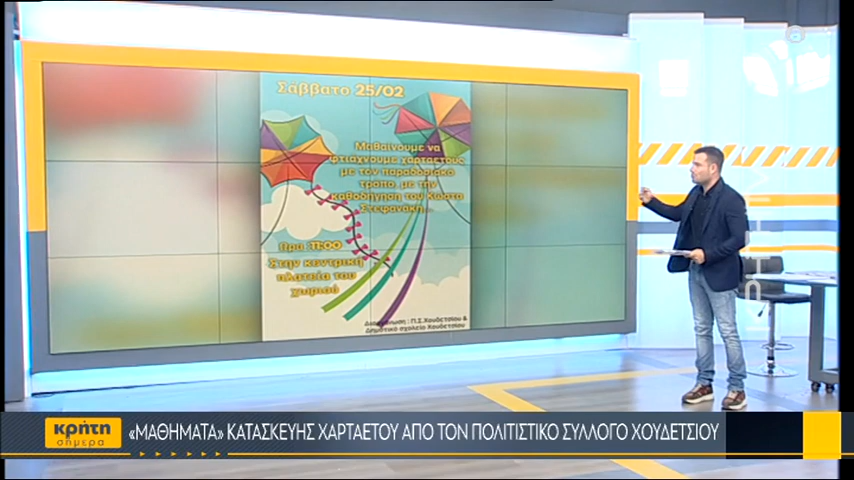 Σάββατο 25/02
Μαθαίνουμε να
φτιάχνουμε χαρταετούς
με τον παραδοσιακό
τρόπο, με την
καθοδήγηση του Κώστα
Στεφανάκη
Ώρα 11:00
Στην κεντρική
πλατεία του
χωριού
Διοργάνωση : Π.Σ.Χουδετσίου &
Δημοτικό σχολείο Χουδετσίου
ΚΡΗΤΗ TV
κρήτη
σήμερα
«ΜΑΘΗΜΑΤΑ» ΚΑΤΑΣΚΕΥΗΣ ΧΑΡΤΑΕΤΟΥ ΑΠΟ ΤΟΝ ΠΟΛΙΤΙΣΤΙΚΟ ΣΥΛΛΟΓΟ ΧΟΥΔΕΤΣΙΟΥ